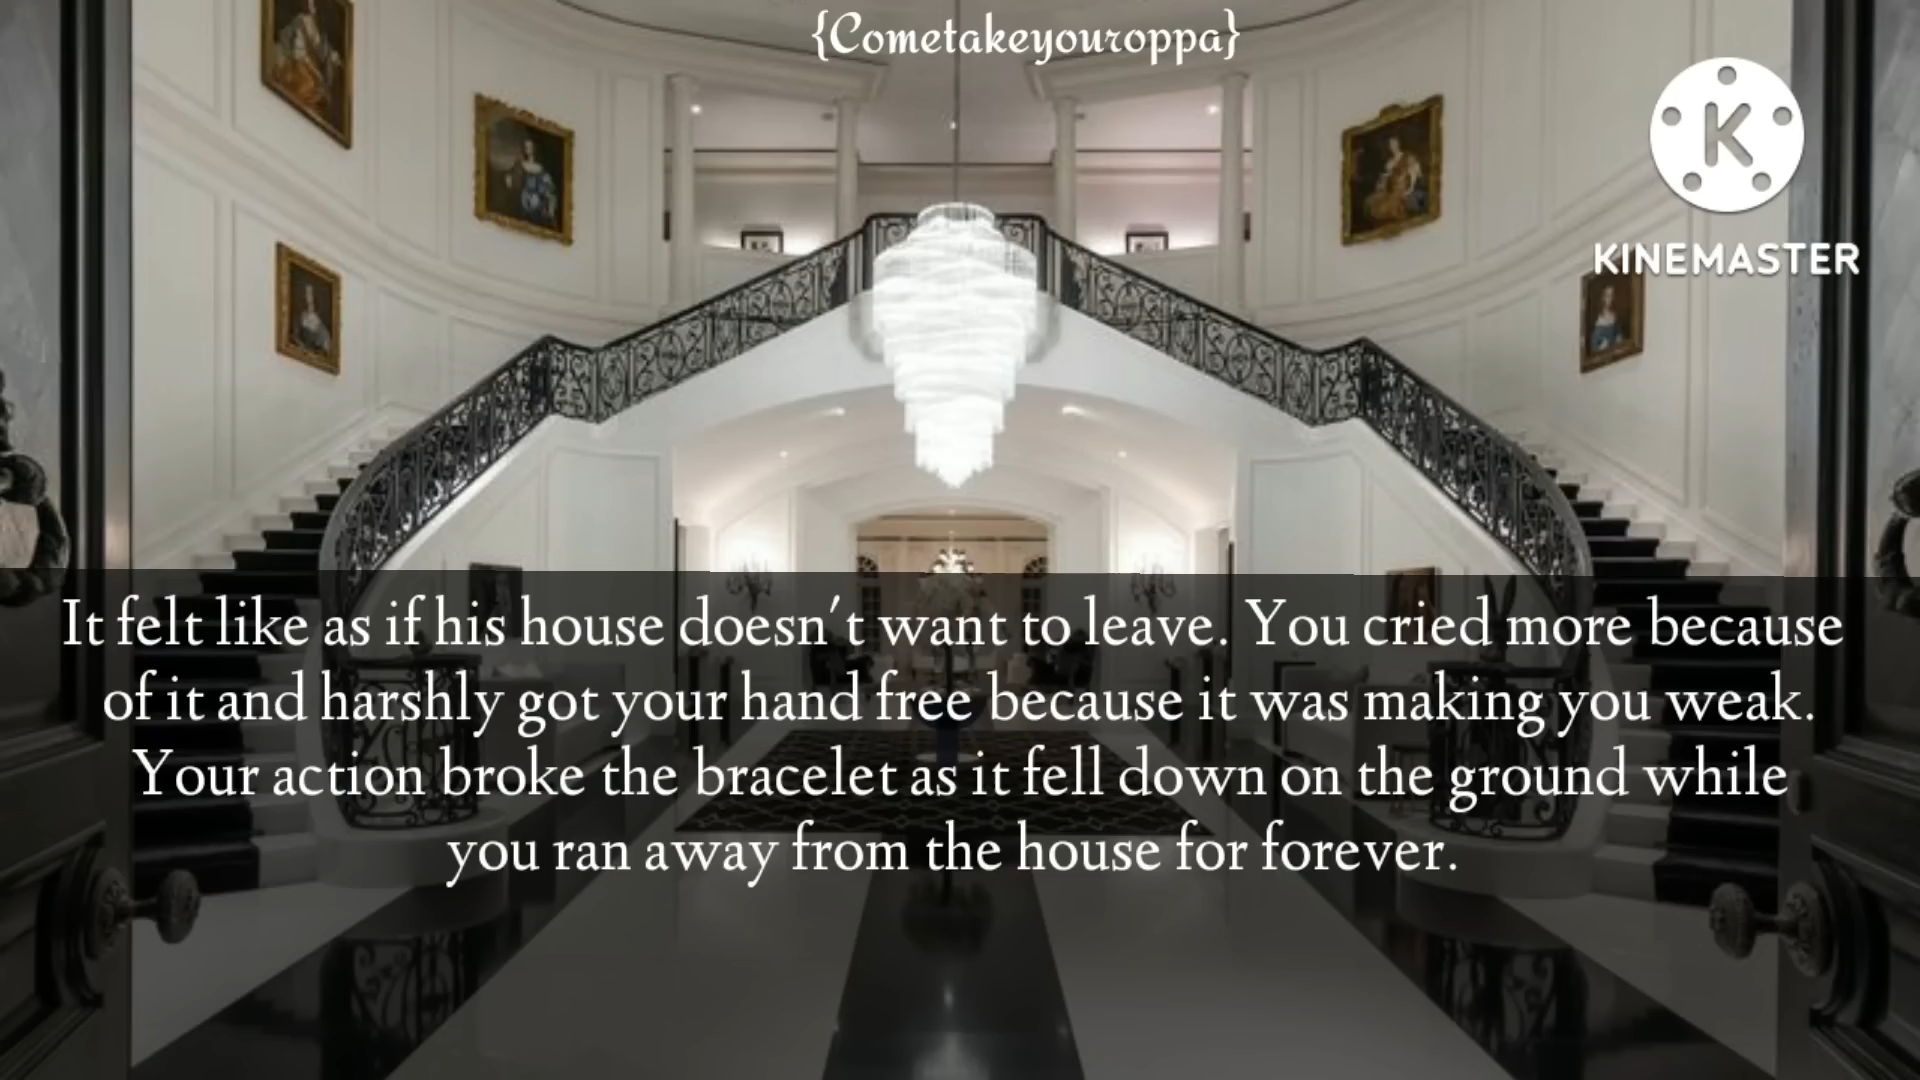 {Cometakeyouroppa}
K
KINEMASTER
It felt like as if his house doesn't want to leave. You cried more because
of it and harshly got your hand free because it was making you weak.
Your action broke the bracelet as it fell down on the ground while
you ran away from the house for forever.